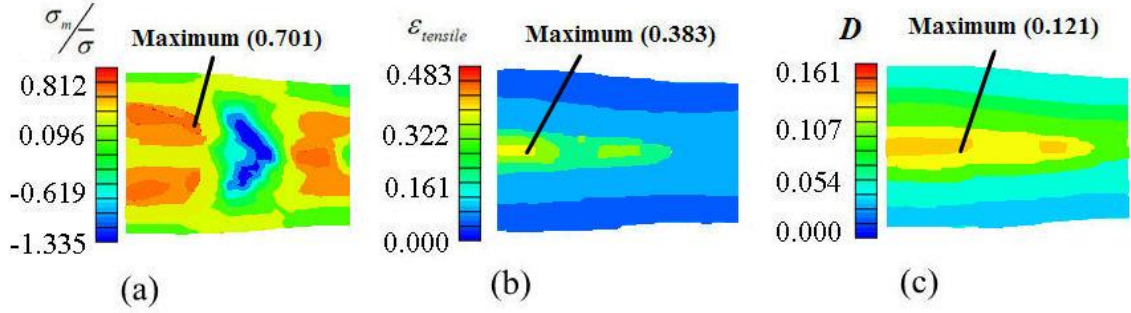 σm/σ
Maximum (0.701)
0.812
0.096
-0.619
-1.335
(a)
εtensile
Maximum (0.383)
0.483
0.322
0.161
0.000
(b)
D
Maximum (0.121)
0.161
0.107
0.054
0.000
(c)